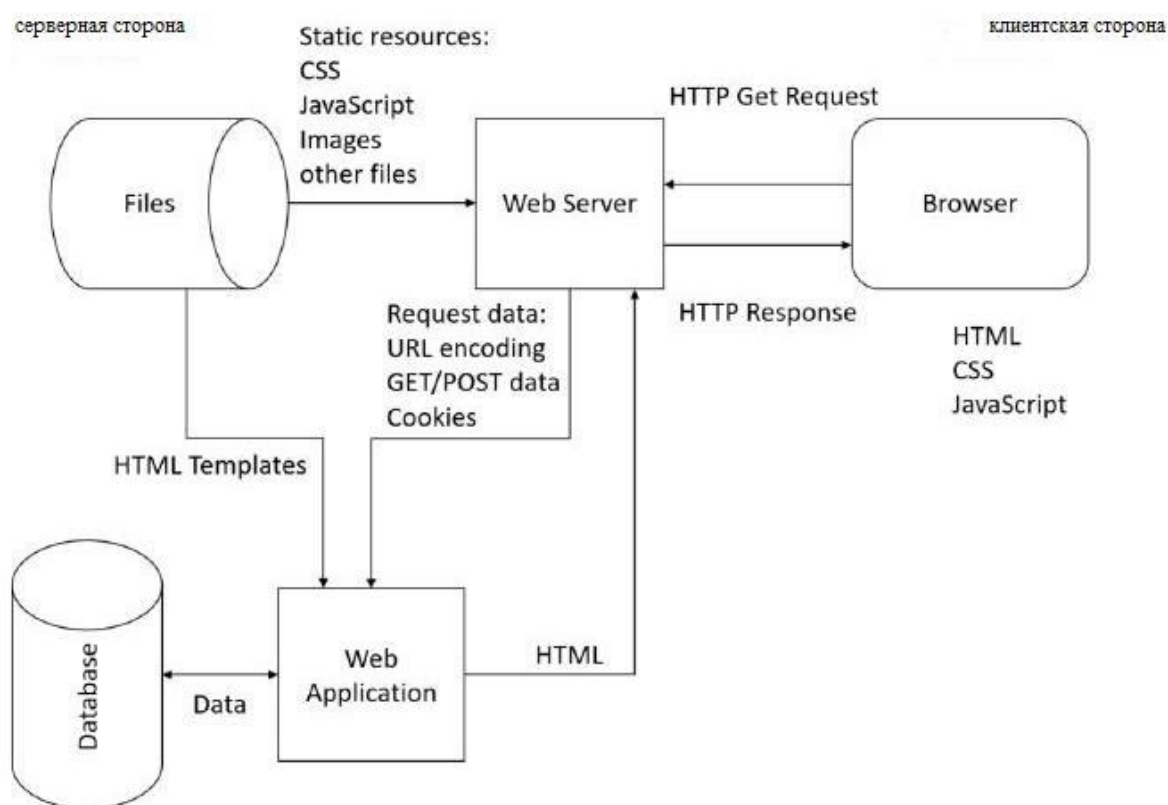 серверная сторона
клиентская сторона
Static resources:
CSS
JavaScript
Images
other files
HTTP Get Request
Files
Web Server
Browser
HTTP Response
Request data:
URL encoding
GET/POST data
Cookies
HTML
CSS
JavaScript
HTML Templates
Database
Data
Web
Application
HTML